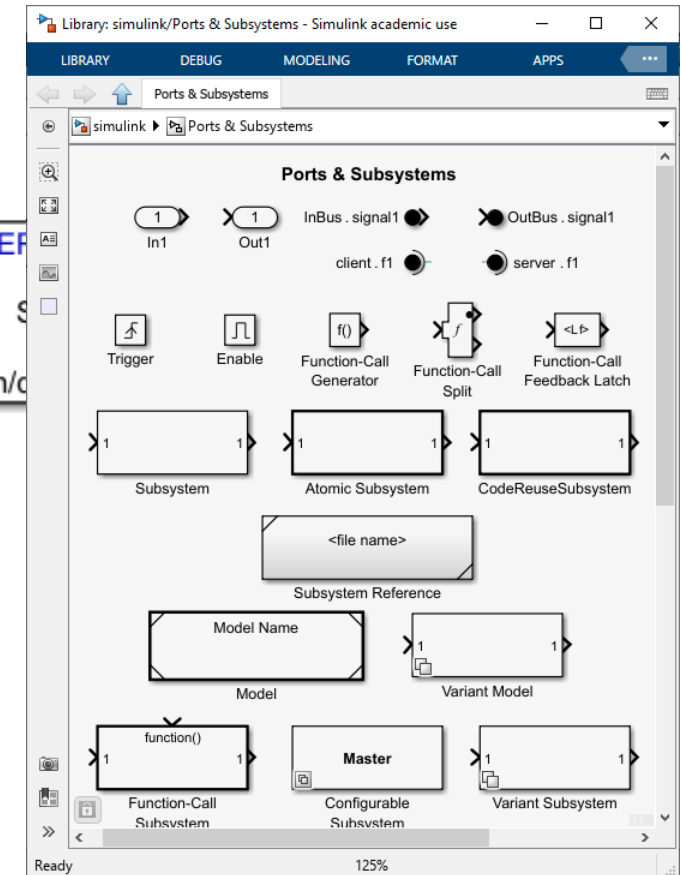 Library: simulink/Ports & Subsystems - Simulink academic use
LIBRARY DEBUG MODELING FORMAT APPS
Ports & Subsystems
simulink Ports & Subsystems
Ports & Subsystems
1 1 InBus . signal1 OutBus . signal1
In1 Out1
client . f1 server . f1
f() f <Lf>
Trigger Enable Function-Call Generator Function-Call Split Function-Call Feedback Latch
1 1 1 1 1 1
Subsystem Atomic Subsystem CodeReuseSubsystem
<file name>
Subsystem Reference
Model Name
1 1
Model Variant Model
function()
1 1 Master 1 1
Function-Call Subsystem Configurable Subsystem Variant Subsystem
Ready 125%